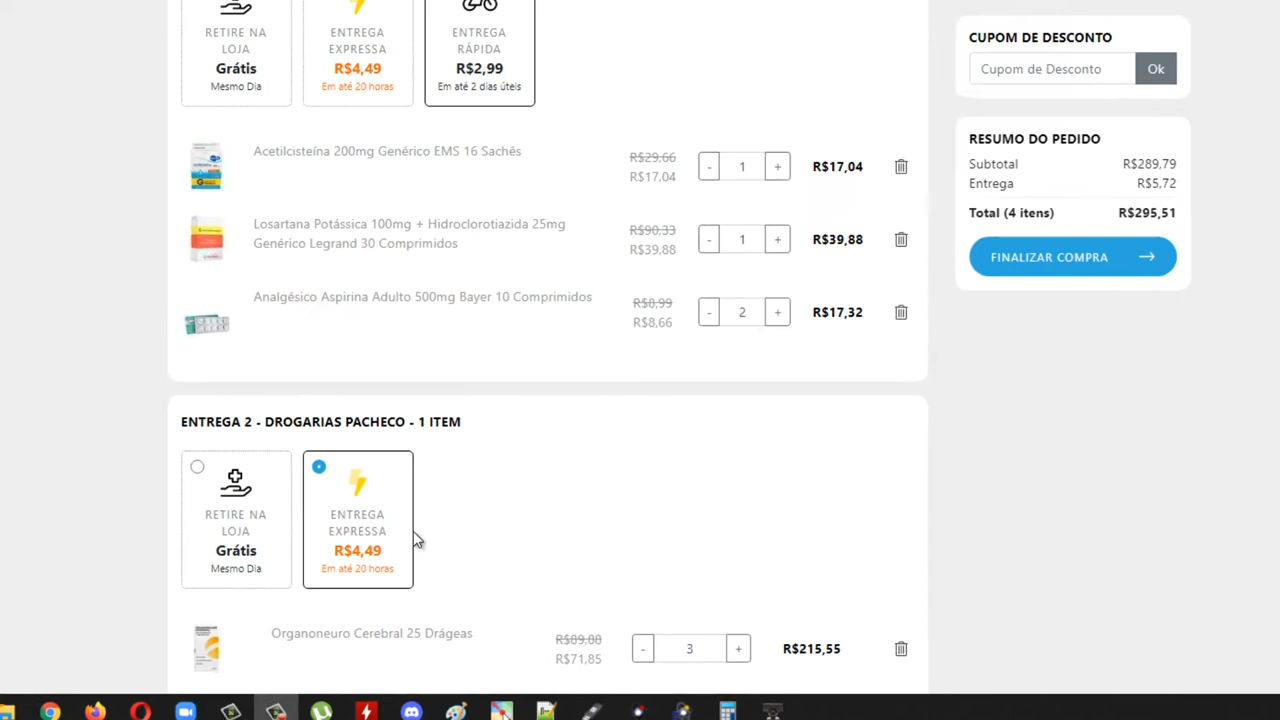 RETIRE NA
LOJA
Grátis
Mesmo Dia
ENTREGA
EXPRESSA
R$4,49
Em até 20 horas
ENTREGA
RÁPIDA
R$2,99
Em até 2 dias úteis
Acetilcisteína 200mg Genérico EMS 16 Sachês
R$29,66
R$17,04
- 1 +
R$17,04
Losartana Potássica 100mg + Hidroclorotiazida 25mg
Genérico Legrand 30 Comprimidos
R$90,33
R$39,88
- 1 +
R$39,88
Analgésico Aspirina Adulto 500mg Bayer 10 Comprimidos
R$8,99
R$8,66
- 2 +
R$17,32
ENTREGA 2 - DROGARIAS PACHECO - 1 ITEM
RETIRE NA
LOJA
Grátis
Mesmo Dia
ENTREGA
EXPRESSA
R$4,49
Em até 20 horas
Organoneuro Cerebral 25 Drágeas
R$89,88
R$71,85
- 3 +
R$215,55
CUPOM DE DESCONTO
Cupom de Desconto Ok
RESUMO DO PEDIDO
Subtotal R$289,79
Entrega R$5,72
Total (4 itens) R$295,51
FINALIZAR COMPRA